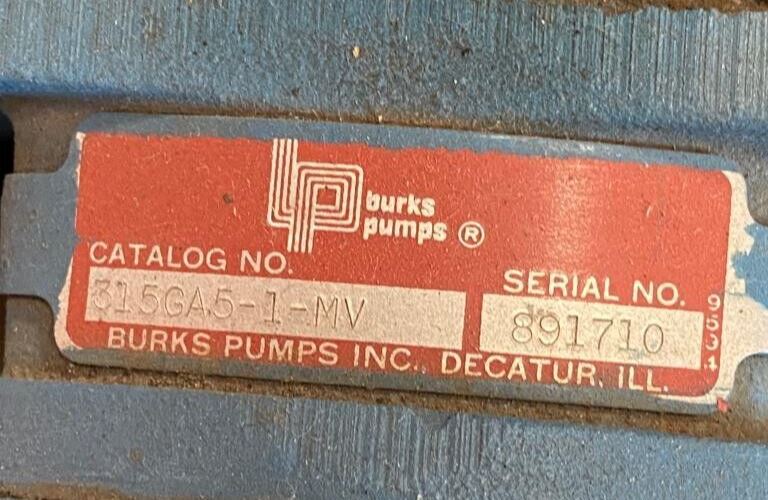 burks
pumps ®
CATALOG NO.
315GA5-1-MV
SERIAL NO.
891710
BURKS PUMPS INC., DECATUR, ILL.